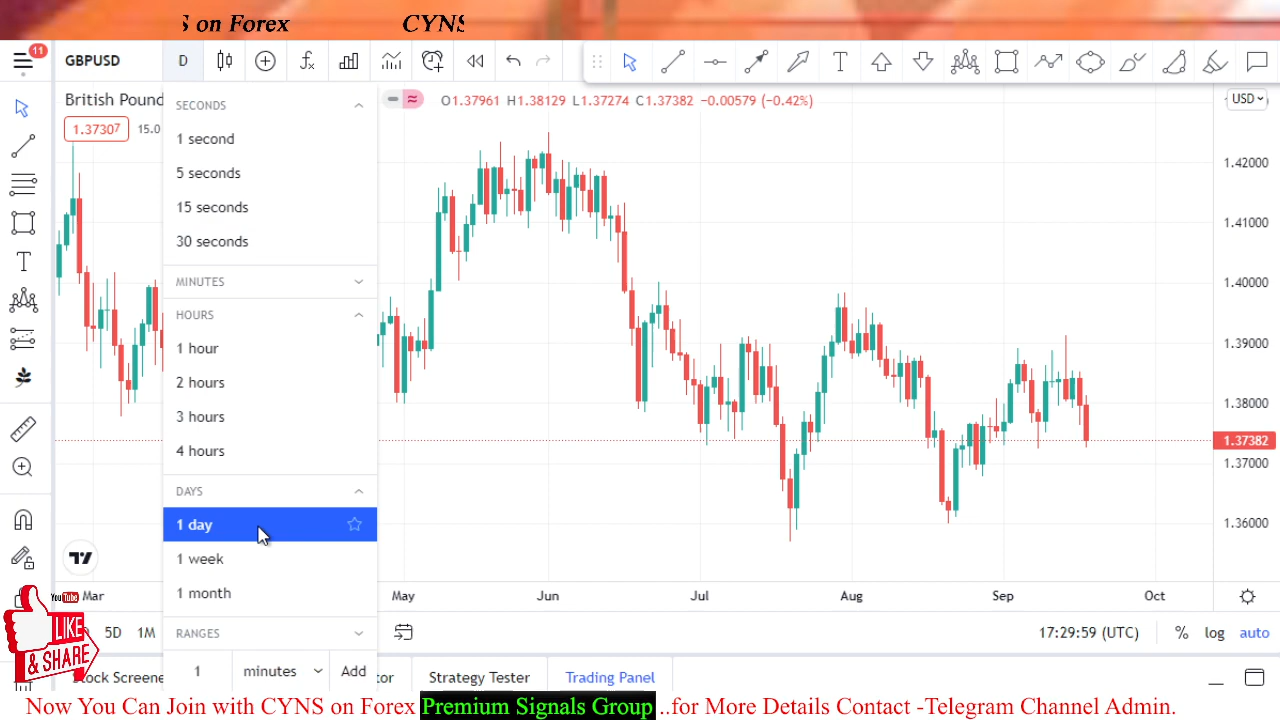 S on Forex CYNS
11
GBPUSD D
T
British Pound
O1.37961 H1.38129 L1.37274 C1.37382 −0.00579 (−0.42%)
USD
1.37307 15.0
SECONDS
1 second
5 seconds
15 seconds
30 seconds
MINUTES
HOURS
1 hour
2 hours
3 hours
4 hours
DAYS
1 day
1 week
1 month
RANGES
1 minutes Add
1.42000
1.41000
1.40000
1.39000
1.38000
1.37382
1.37000
1.36000
Mar May Jun Jul Aug Sep Oct
YouTube
LIKE
& SHARE
5D 1M
17:29:59 (UTC) % log auto
Stock Screene tor Strategy Tester Trading Panel
Now You Can Join with CYNS on Forex Premium Signals Group ..for More Details Contact -Telegram Channel Admin.